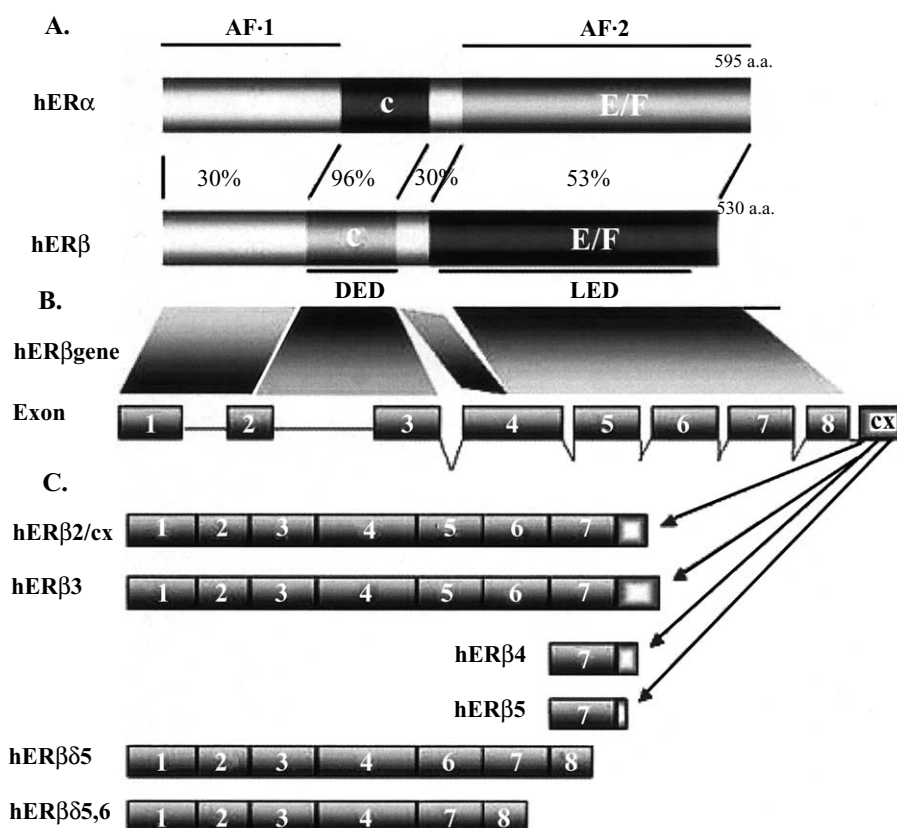 A.
AF·1 AF·2
595 a.a.
hERα c E/F
30% 96% 30% 53%
530 a.a.
hERβ c E/F
DED LED
B.
hERβgene
Exon 1 2 3 4 5 6 7 8 cx
C.
hERβ2/cx 1 2 3 4 5 6 7
hERβ3 1 2 3 4 5 6 7
hERβ4 7
hERβ5 7
hERβδ5 1 2 3 4 6 7 8
hERβδ5,6 1 2 3 4 7 8